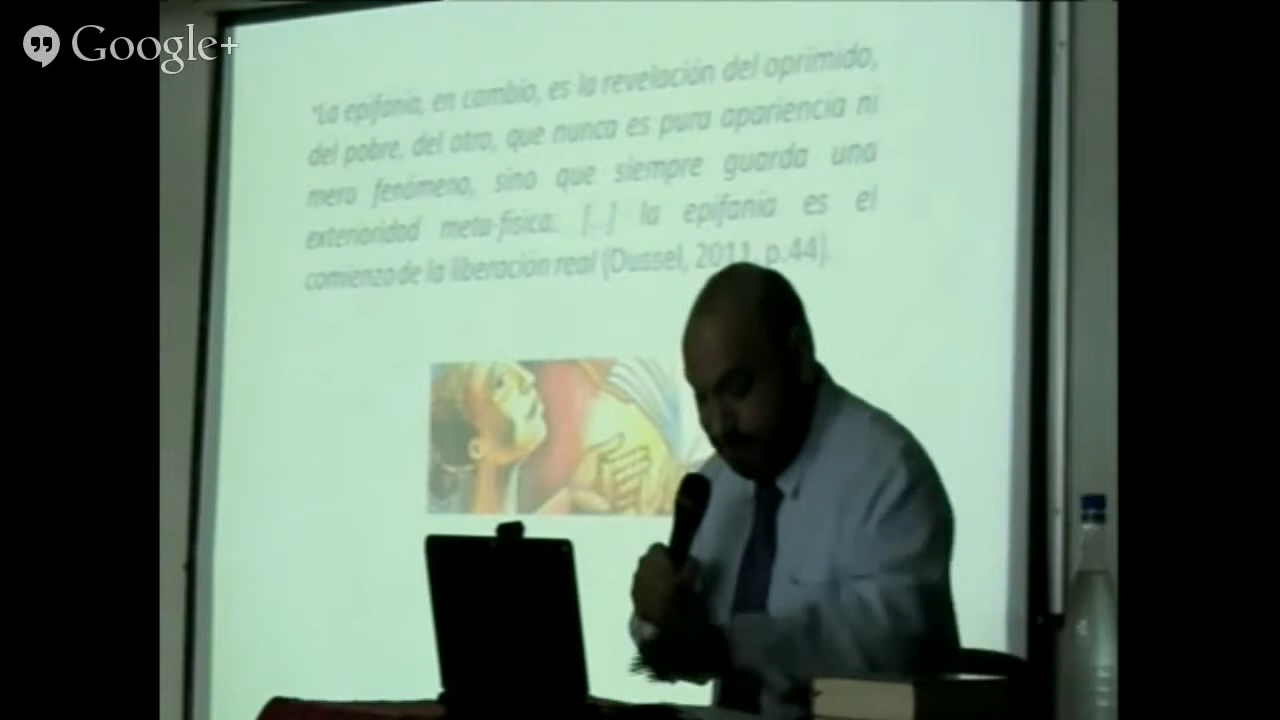 Google+
"La epifania, en cambio, es la revelación del oprimido,
del pobre, del otro, que nunca es pura apariencia ni
mero fenómeno, sino que siempre guarda una
exterioridad meta-física. [...] la epifania es el
comienzo de la liberación real (Dussel, 2011, p.44).